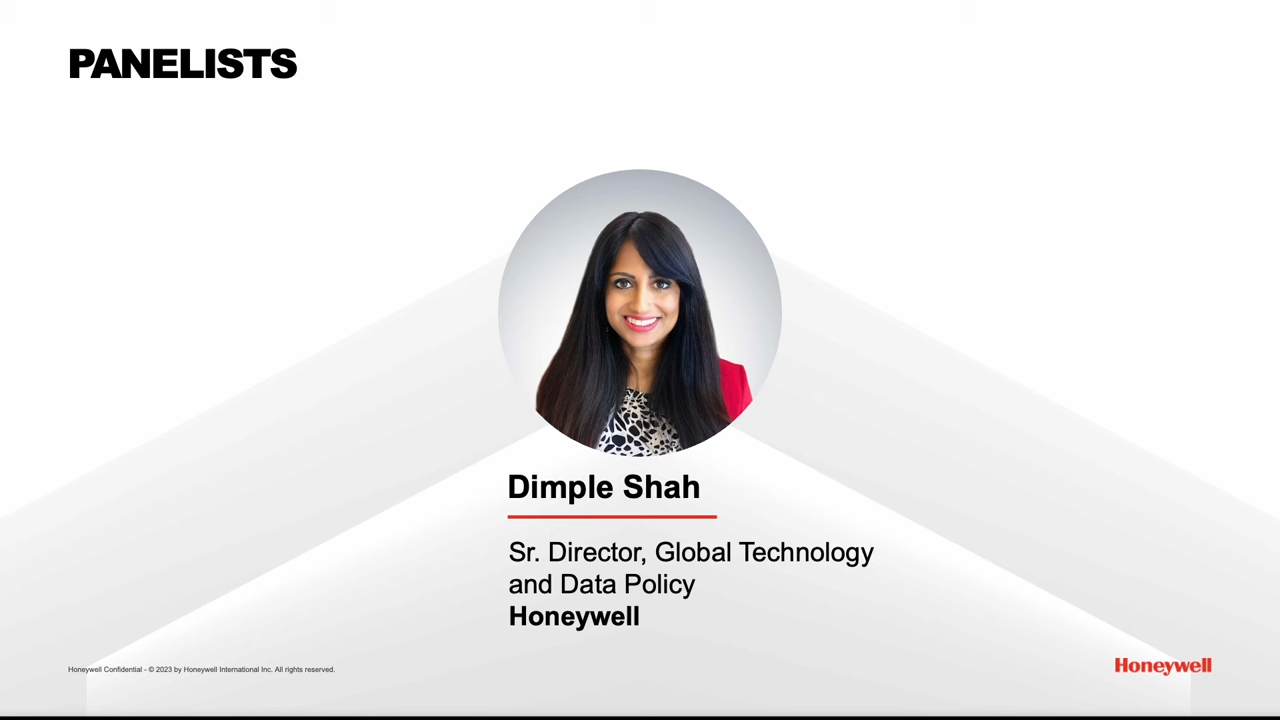 PANELISTS
Dimple Shah
Sr. Director, Global Technology
and Data Policy
Honeywell
Honeywell Confidential - © 2023 by Honeywell International Inc. All rights reserved.
Honeywell